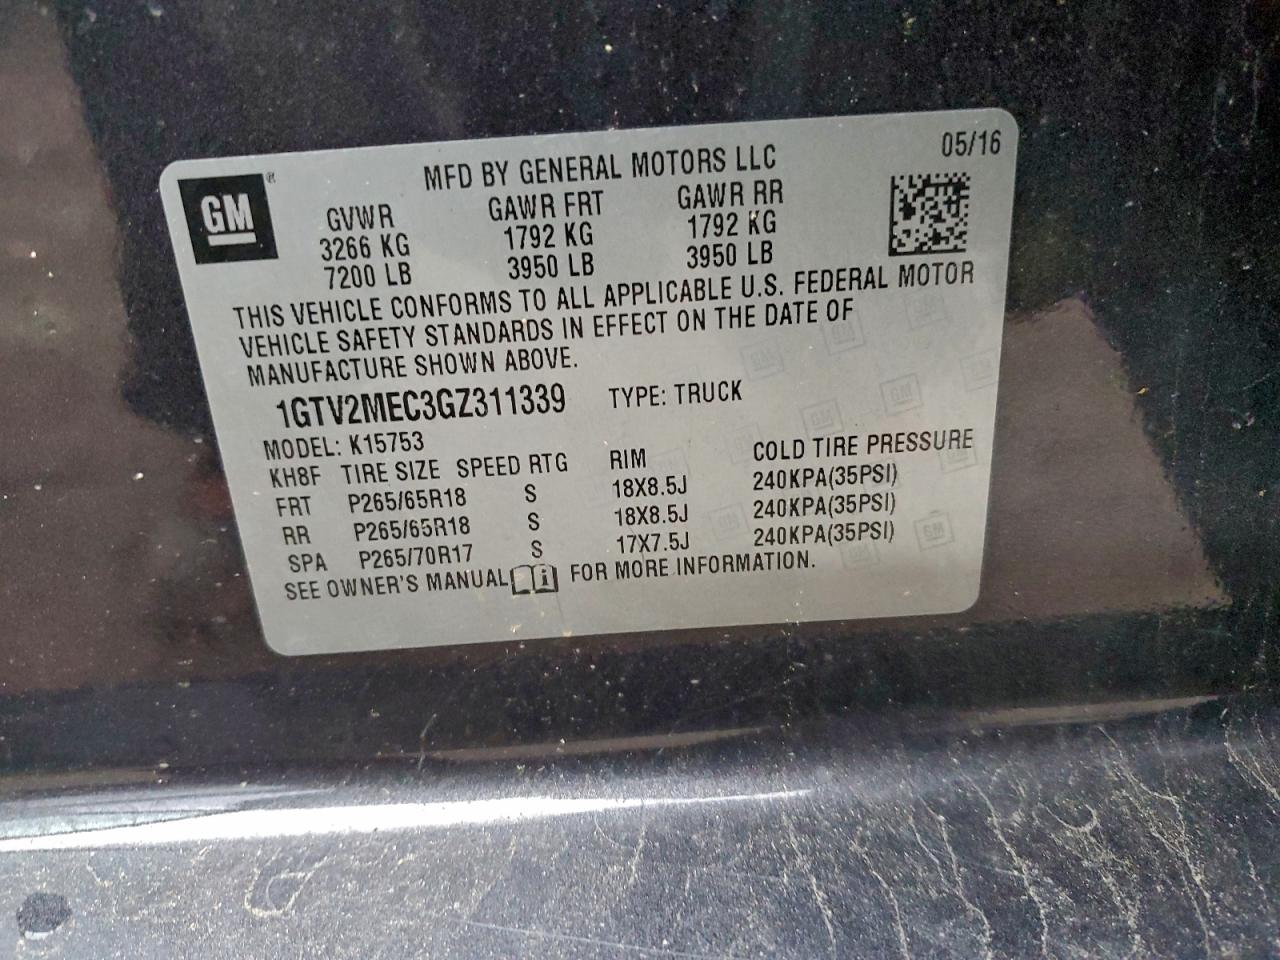 05/16
GM®
MFD BY GENERAL MOTORS LLC
GVWR GAWR FRT GAWR RR
3266 KG 1792 KG 1792 KG
7200 LB 3950 LB 3950 LB
THIS VEHICLE CONFORMS TO ALL APPLICABLE U.S. FEDERAL MOTOR
VEHICLE SAFETY STANDARDS IN EFFECT ON THE DATE OF
MANUFACTURE SHOWN ABOVE.
1GTV2MEC3GZ311339 TYPE: TRUCK
MODEL: K15753
KH8F TIRE SIZE SPEED RTG RIM COLD TIRE PRESSURE
FRT P265/65R18 S 18X8.5J 240KPA(35PSI)
RR P265/65R18 S 18X8.5J 240KPA(35PSI)
SPA P265/70R17 S 17X7.5J 240KPA(35PSI)
SEE OWNER'S MANUAL FOR MORE INFORMATION.